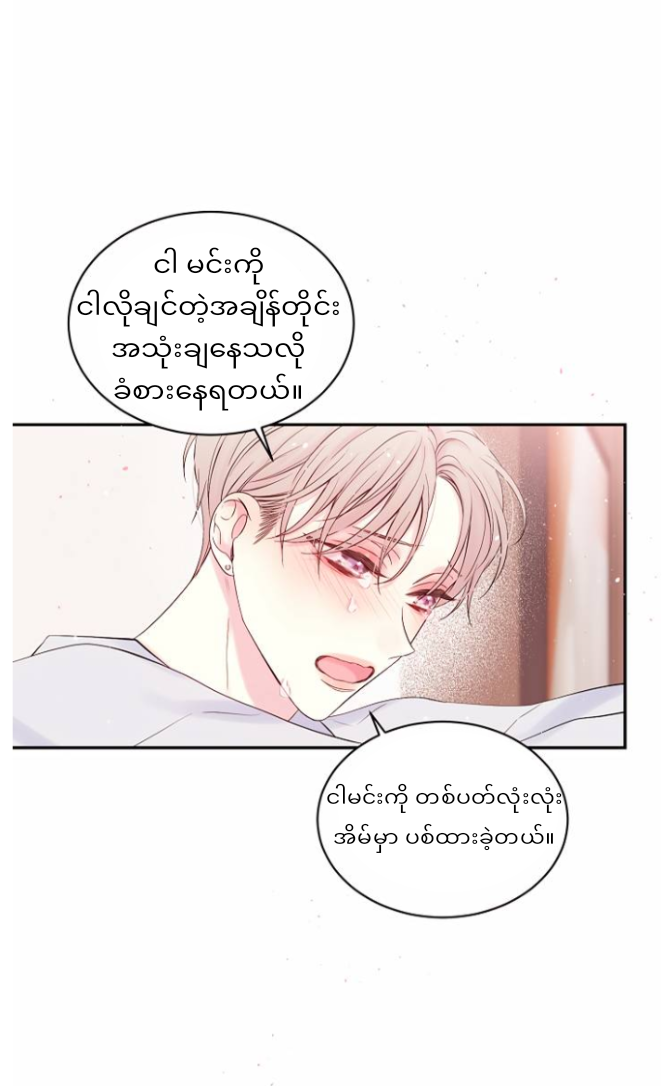 ငါ မင်းကို
ငါလိုချင်တဲ့အချိန်တိုင်း
အသုံးချနေသလို
ခံစားနေရတယ်။
ငါမင်းကို တစ်ပတ်လုံးလုံး
အိမ်မှာ ပစ်ထားခဲ့တယ်။